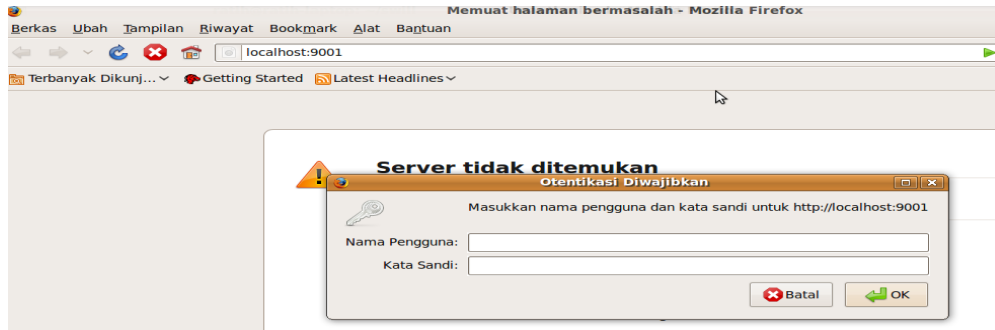 Memuat halaman bermasalah - Mozilla Firefox
Berkas Ubah Tampilan Riwayat Bookmark Alat Bantuan
localhost:9001
Terbanyak Dikunj... Getting Started Latest Headlines
Server tidak ditemukan
Otentikasi Diwajibkan
Masukkan nama pengguna dan kata sandi untuk http://localhost:9001
Nama Pengguna:
Kata Sandi:
Batal OK